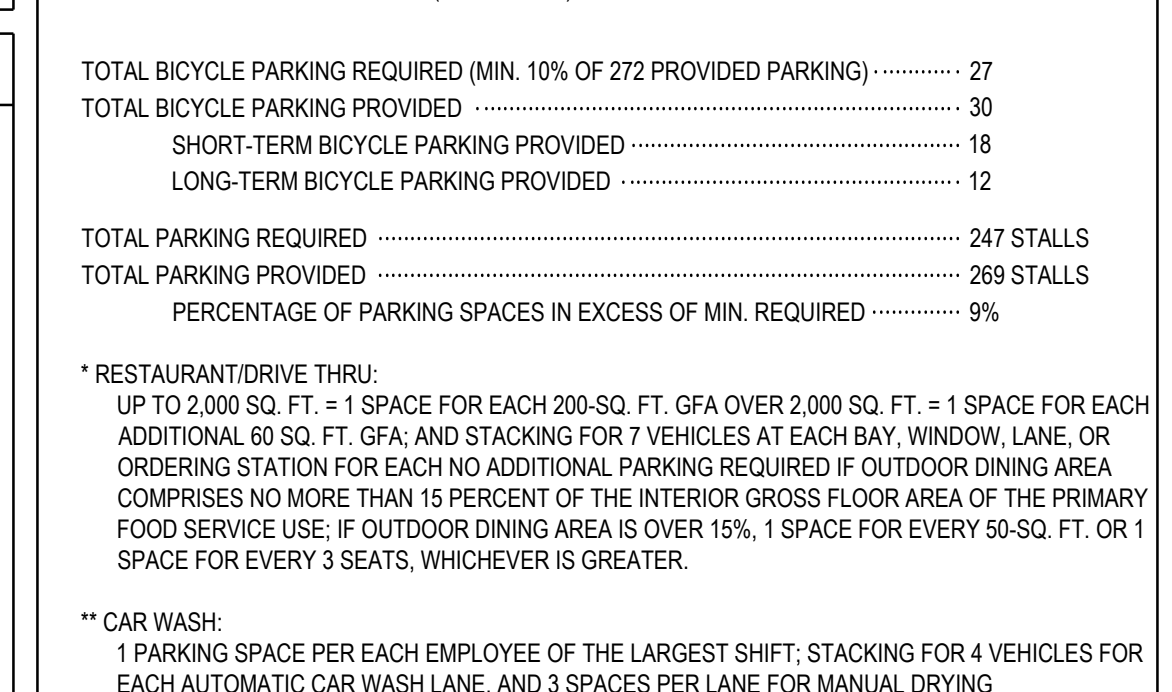 TOTAL BICYCLE PARKING REQUIRED (MIN. 10% OF 272 PROVIDED PARKING) ············ 27
TOTAL BICYCLE PARKING PROVIDED ············ 30
SHORT-TERM BICYCLE PARKING PROVIDED ············ 18
LONG-TERM BICYCLE PARKING PROVIDED ············ 12
TOTAL PARKING REQUIRED ············ 247 STALLS
TOTAL PARKING PROVIDED ············ 269 STALLS
PERCENTAGE OF PARKING SPACES IN EXCESS OF MIN. REQUIRED ············ 9%
* RESTAURANT/DRIVE THRU:
UP TO 2,000 SQ. FT. = 1 SPACE FOR EACH 200-SQ. FT. GFA OVER 2,000 SQ. FT. = 1 SPACE FOR EACH
ADDITIONAL 60 SQ. FT. GFA; AND STACKING FOR 7 VEHICLES AT EACH BAY, WINDOW, LANE, OR
ORDERING STATION FOR EACH NO ADDITIONAL PARKING REQUIRED IF OUTDOOR DINING AREA
COMPRISES NO MORE THAN 15 PERCENT OF THE INTERIOR GROSS FLOOR AREA OF THE PRIMARY
FOOD SERVICE USE; IF OUTDOOR DINING AREA IS OVER 15%, 1 SPACE FOR EVERY 50-SQ. FT. OR 1
SPACE FOR EVERY 3 SEATS, WHICHEVER IS GREATER.
** CAR WASH:
1 PARKING SPACE PER EACH EMPLOYEE OF THE LARGEST SHIFT; STACKING FOR 4 VEHICLES FOR
EACH AUTOMATIC CAR WASH LANE, AND 3 SPACES PER LANE FOR MANUAL DRYING